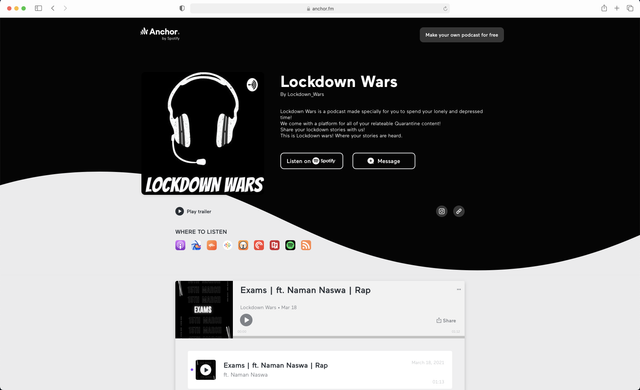 anchor.fm
Anchor.
by Spotify
Make your own podcast for free
LOCKDOWN WARS
Lockdown Wars
By Lockdown_Wars
Lockdown Wars is a podcast made specially for you to spend your lonely and depressed
time!
We come with a platform for all of your relateable Quarantine content!
Share your lockdown stories with us!
This is Lockdown wars! Where your stories are heard.
Listen on Spotify
Message
Play trailer
WHERE TO LISTEN
EXAMS
Exams | ft. Naman Naswa | Rap
Lockdown Wars • Mar 18
Share
Exams | ft. Naman Naswa | Rap
ft. Naman Naswa